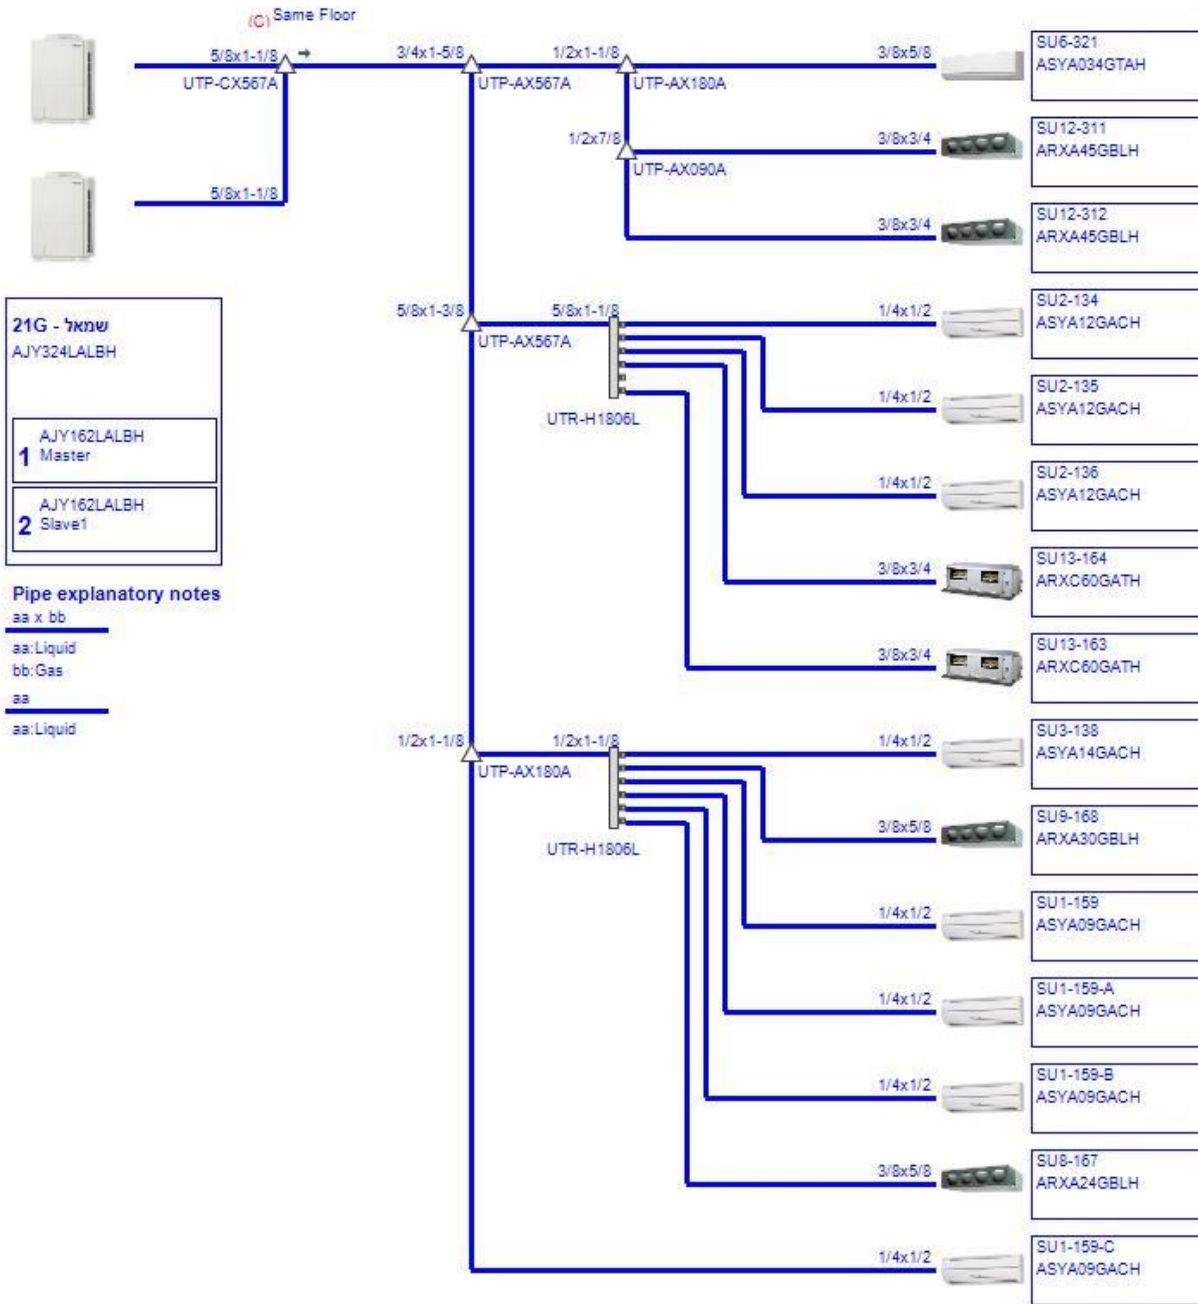 (C) Same Floor
5/8x1-1/8
3/4x1-5/8
1/2x1-1/8
3/8x5/8
SU6-321
ASYA034GTAH
UTP-CX567A
UTP-AX567A
UTP-AX180A
1/2x7/8
3/8x3/4
SU12-311
ARXA45GBLH
UTP-AX090A
5/8x1-1/8
3/8x3/4
SU12-312
ARXA45GBLH
21G - שמאל
AJY324LALBH
1
AJY162LALBH
Master
2
AJY162LALBH
Slave1
Pipe explanatory notes
aa x bb
aa:Liquid
bb:Gas
aa
aa:Liquid
5/8x1-3/8
5/8x1-1/8
1/4x1/2
SU2-134
ASYA12GACH
UTP-AX567A
1/4x1/2
SU2-135
ASYA12GACH
UTR-H1806L
1/4x1/2
SU2-136
ASYA12GACH
3/8x3/4
SU13-164
ARXC60GATH
3/8x3/4
SU13-163
ARXC60GATH
1/2x1-1/8
1/2x1-1/8
1/4x1/2
SU3-138
ASYA14GACH
UTP-AX180A
3/8x5/8
SU9-168
ARXA30GBLH
UTR-H1806L
1/4x1/2
SU1-159
ASYA09GACH
1/4x1/2
SU1-159-A
ASYA09GACH
1/4x1/2
SU1-159-B
ASYA09GACH
3/8x5/8
SU8-167
ARXA24GBLH
1/4x1/2
SU1-159-C
ASYA09GACH